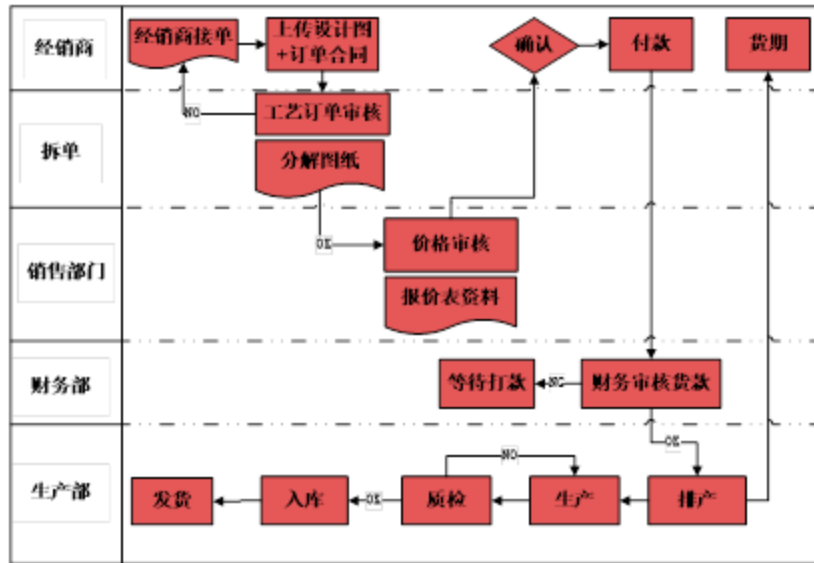 经销商
经销商接单
上传设计图
+订单合同
确认
付款
货期
拆单
NO
工艺订单审核
分解图纸
销售部门
价格审核
报价表资料
财务部
等待打款
财务审核货款
NO
生产部
NO
发货
入库
质检
生产
排产